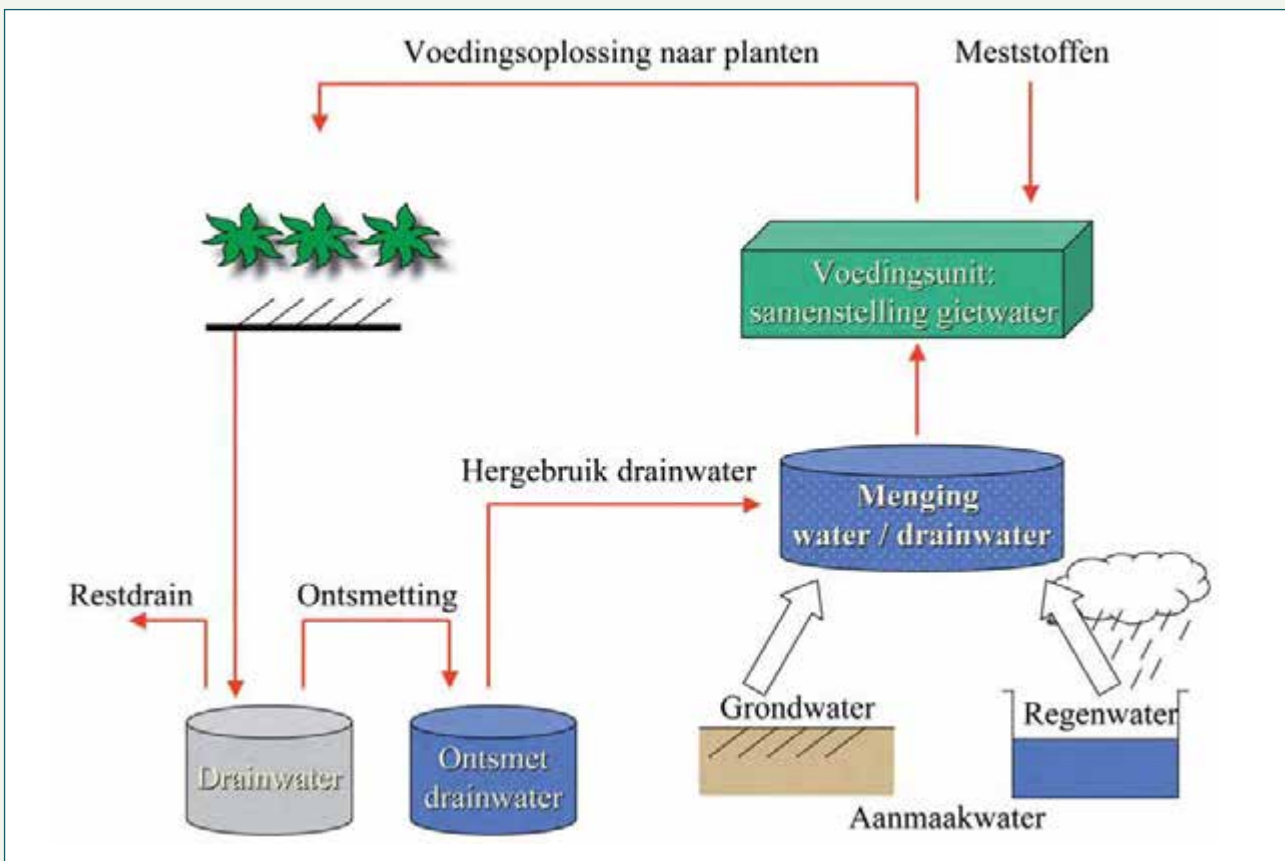 Voedingsoplossing naar planten
Meststoffen
Voedingsunit:
samenstelling gietwater
Hergebruik drainwater
Menging
water / drainwater
Restdrain
Ontsmetting
Grondwater
Regenwater
Drainwater
Ontsmet
drainwater
Aanmaakwater